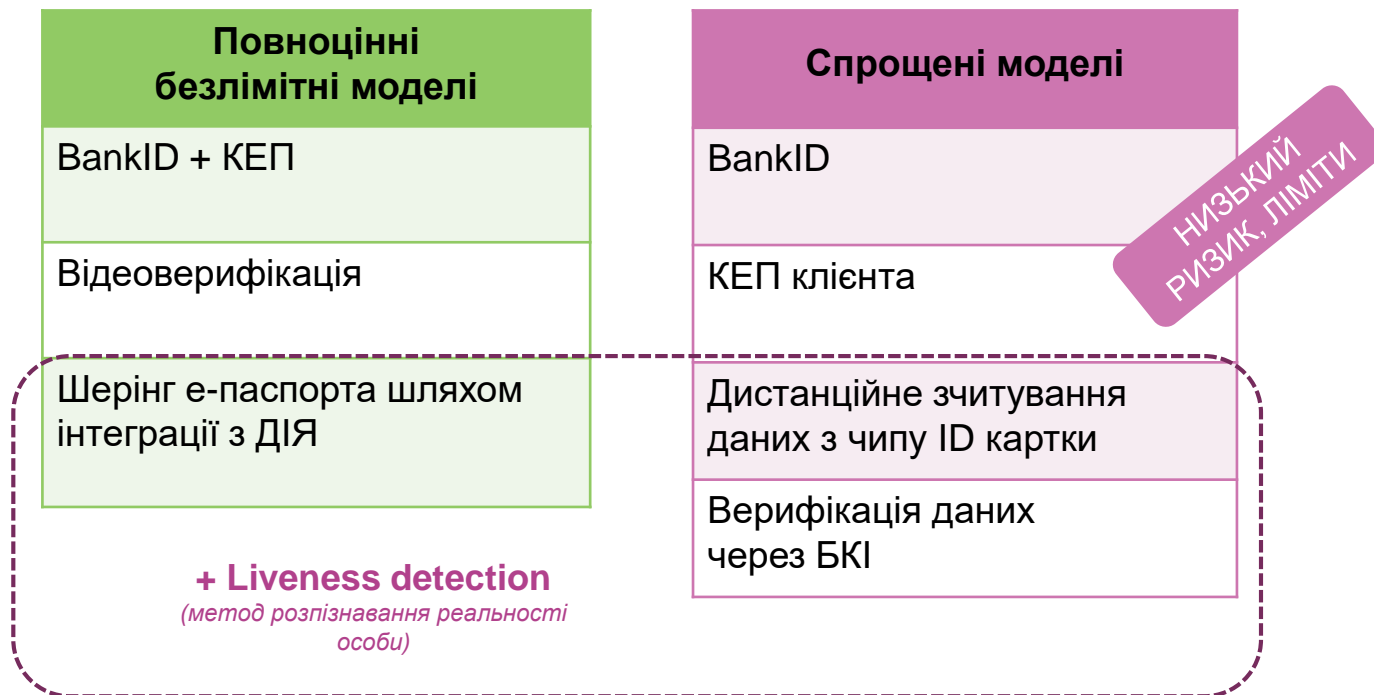 Повноцінні
безлімітні моделі
BankID + КЕП
Відеоверифікація
Шерінг е-паспорта шляхом
інтеграції з ДІЯ
+ Liveness detection
(метод розпізнавання реальності
особи)
Спрощені моделі
BankID
КЕП клієнта
Дистанційне зчитування
даних з чипу ID картки
Верифікація даних
через БКІ
НИЗЬКИЙ
РИЗИК, ЛІМІТИ